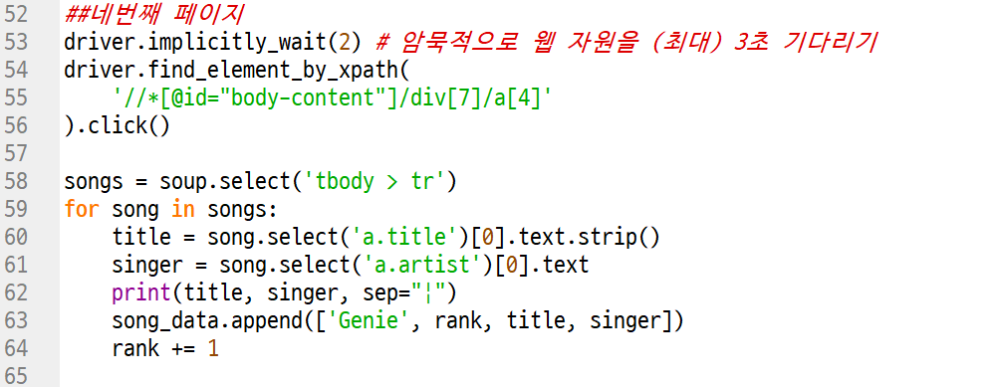 52 ##네번째 페이지
53 driver.implicitly_wait(2) # 암묵적으로 웹 자원을 (최대) 3초 기다리기
54 driver.find_element_by_xpath(
55     '//*[@id="body-content"]/div[7]/a[4]'
56 ).click()
57
58 songs = soup.select('tbody > tr')
59 for song in songs:
60     title = song.select('a.title')[0].text.strip()
61     singer = song.select('a.artist')[0].text
62     print(title, singer, sep="¦")
63     song_data.append(['Genie', rank, title, singer])
64     rank += 1
65